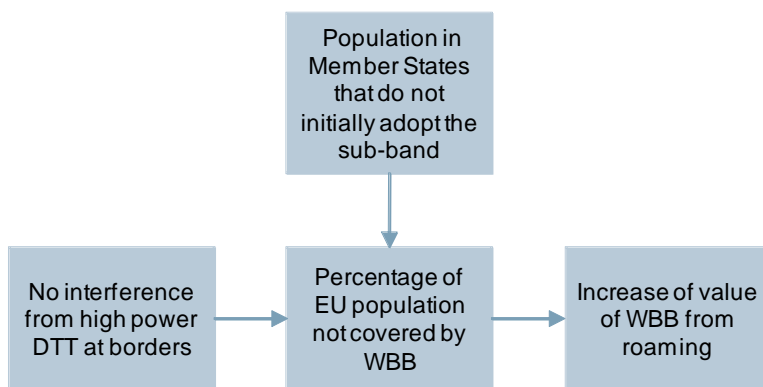 Population in
Member States
that do not
initially adopt the
sub-band
No interference
from high power
DTT at borders
Percentage of
EU population
not covered by
WBB
Increase of value
of WBB from
roaming